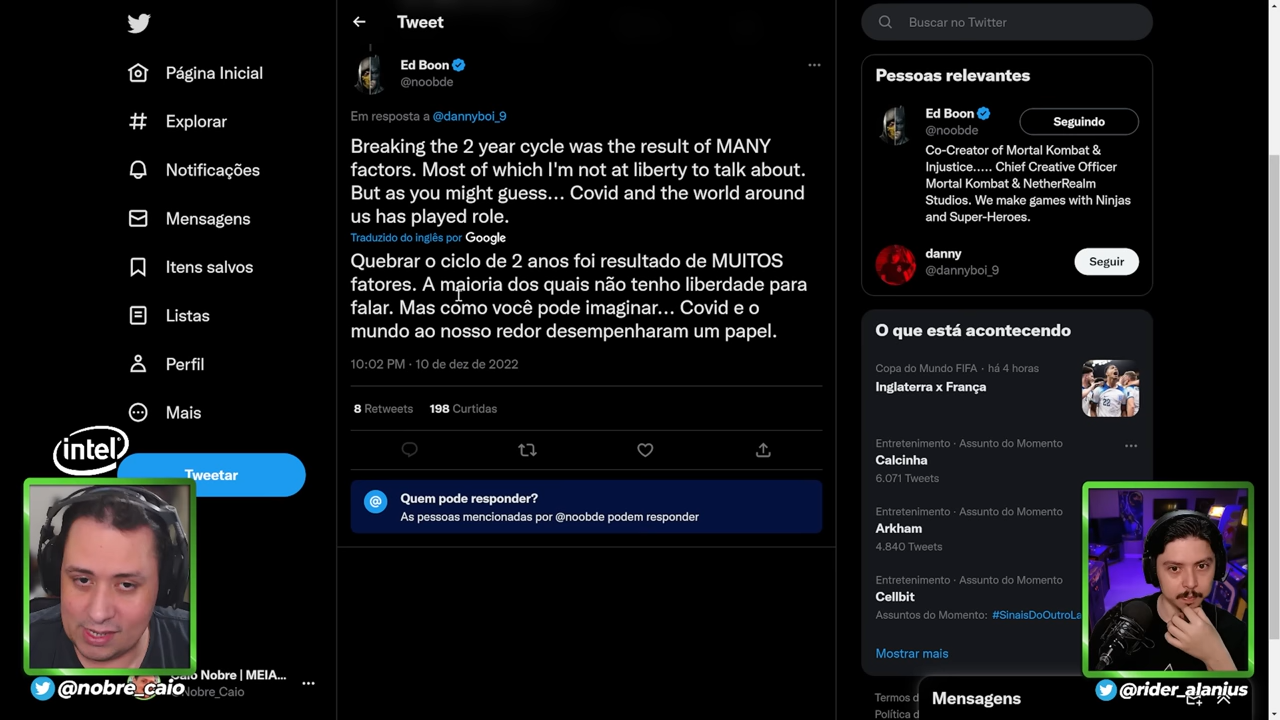 Página Inicial
Explorar
Notificações
Mensagens
Itens salvos
Listas
Perfil
Mais
Tweetar
intel
Caio Nobre | MEIA...
Nobre_Caio
@nobre_caio
Tweet
Ed Boon
@noobde
Em resposta a @dannyboi_9
Breaking the 2 year cycle was the result of MANY
factors. Most of which I'm not at liberty to talk about.
But as you might guess... Covid and the world around
us has played role.
Traduzido do inglês por Google
Quebrar o ciclo de 2 anos foi resultado de MUITOS
fatores. A maioria dos quais não tenho liberdade para
falar. Mas como você pode imaginar... Covid e o
mundo ao nosso redor desempenharam um papel.
10:02 PM · 10 de dez de 2022
8 Retweets 198 Curtidas
Quem pode responder?
As pessoas mencionadas por @noobde podem responder
Buscar no Twitter
Pessoas relevantes
Ed Boon
@noobde
Seguindo
Co-Creator of Mortal Kombat &
Injustice..... Chief Creative Officer
Mortal Kombat & NetherRealm
Studios. We make games with Ninjas
and Super-Heroes.
danny
@dannyboi_9
Seguir
O que está acontecendo
Copa do Mundo FIFA · há 4 horas
Inglaterra x França
Entretenimento · Assunto do Momento
Calcinha
6.071 Tweets
Entretenimento · Assunto do Momento
Arkham
4.840 Tweets
Entretenimento · Assunto do Momento
Cellbit
Assuntos do Momento: #SinaisDoOutroLa
Mostrar mais
Termos d
Política d
Mensagens
@rider_alanius